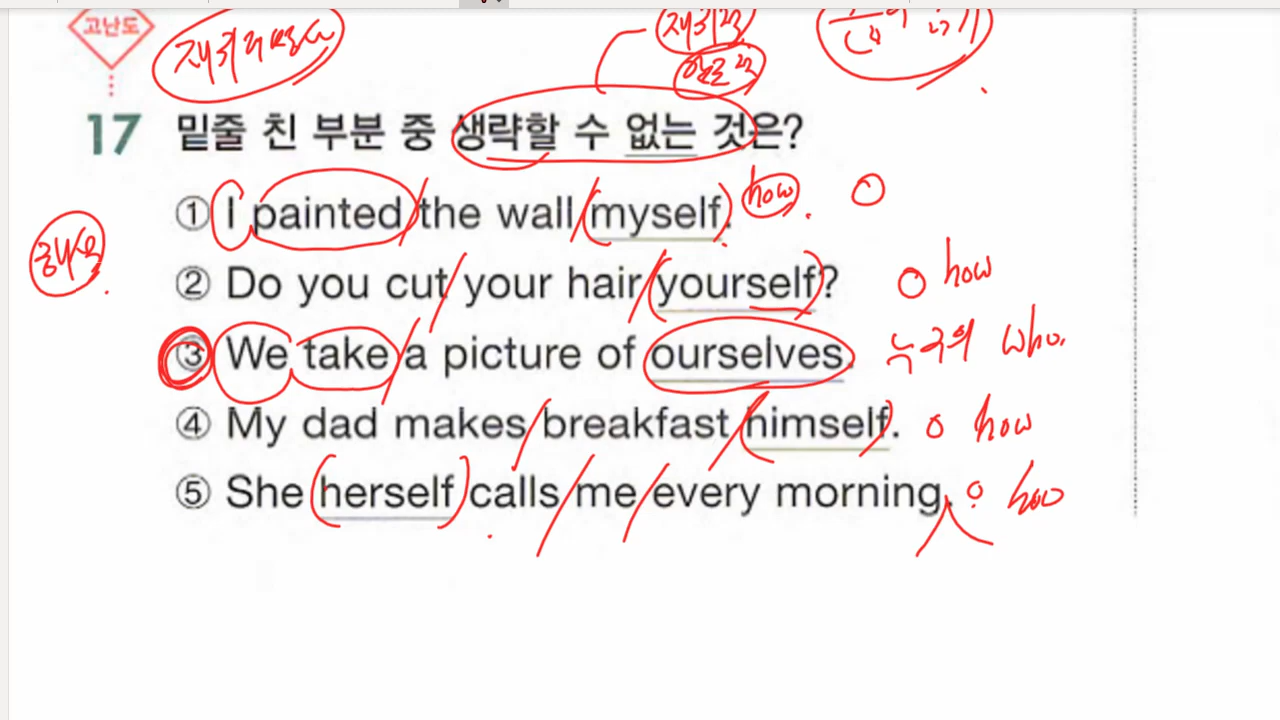 고난도
재귀대명사
재귀적
강조적
17 밑줄 친 부분 중 생략할 수 없는 것은?
① I painted the wall myself. how
② Do you cut your hair yourself? how
③ We take a picture of ourselves. 누구의 who.
④ My dad makes breakfast himself. how
⑤ She herself calls me every morning. how